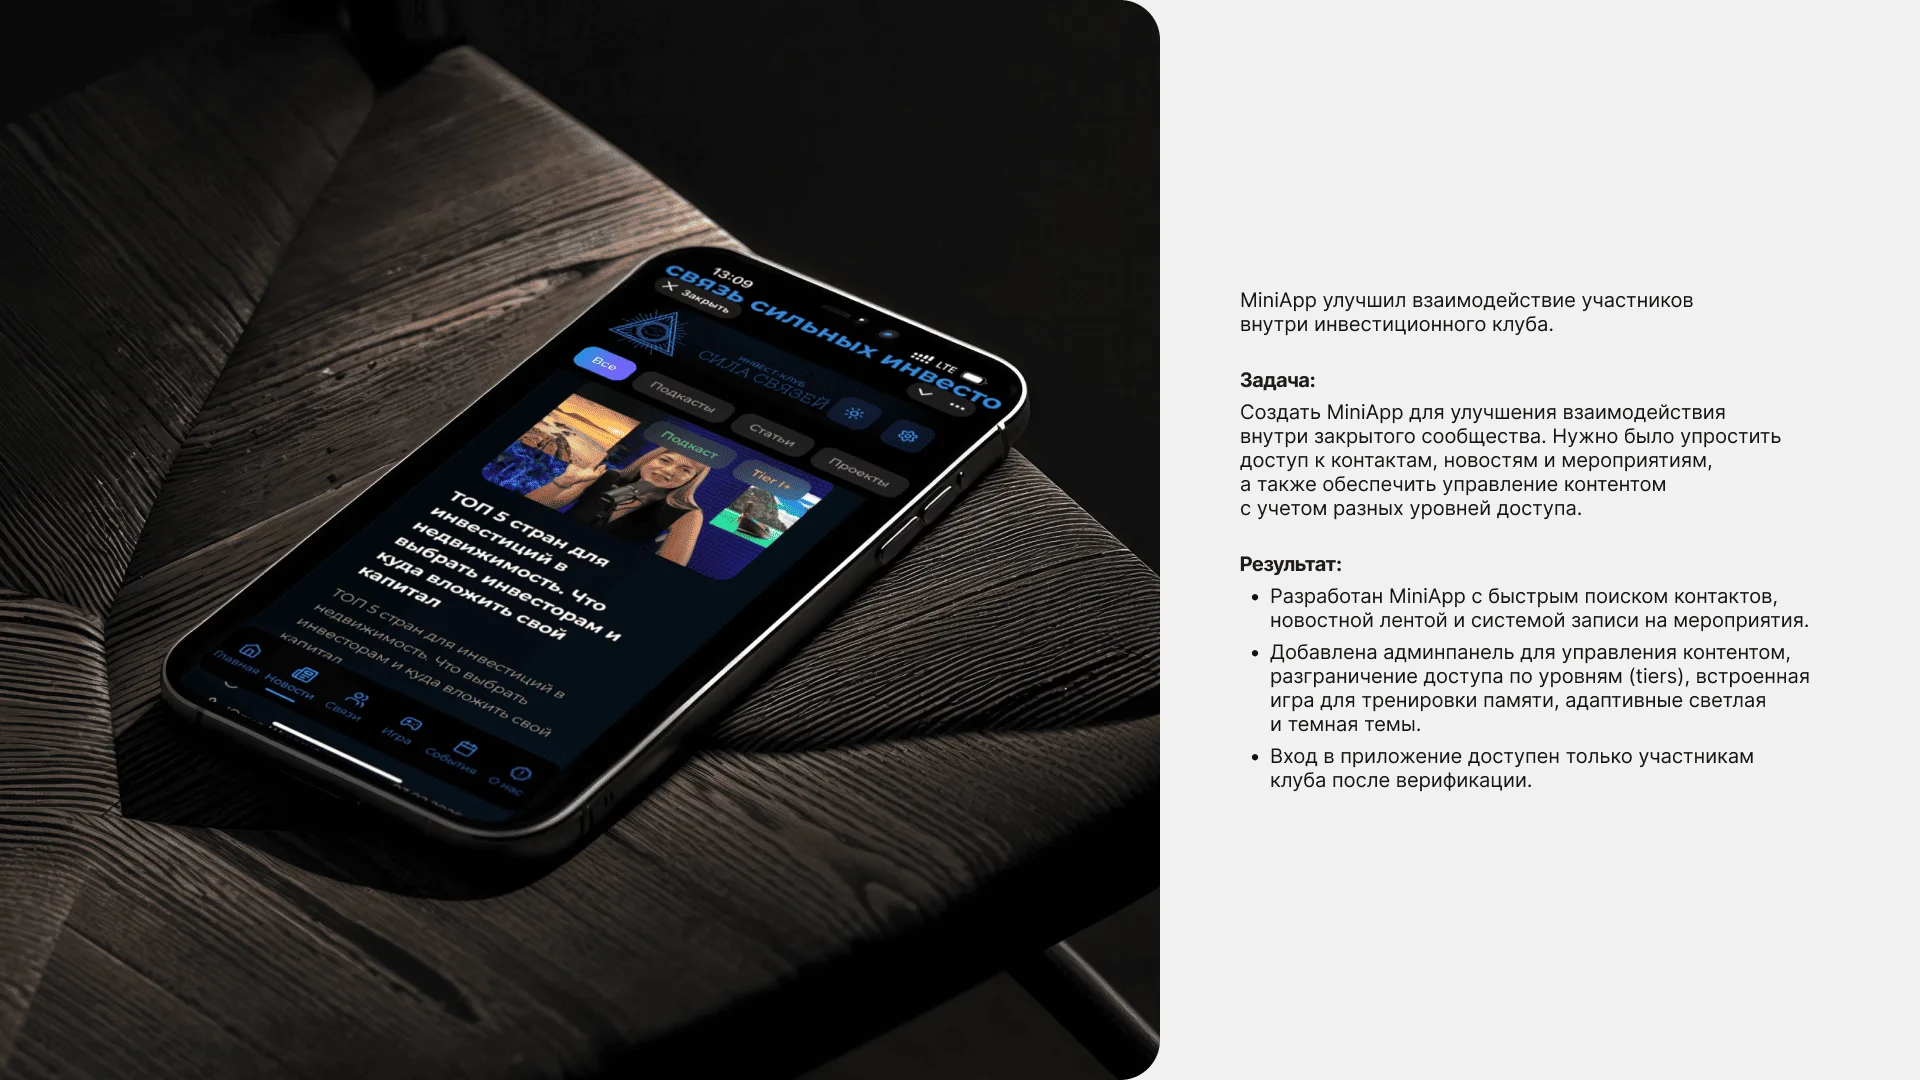 13:09
LTE
СВЯЗЬ СИЛЬНЫХ ИНВЕСТО
Закрыть
ИНВЕСТ-КЛУБ
СИЛА СВЯЗЕЙ
Все
Подкасты
Статьи
Проекты
Подкаст
Tier 1+
ТОП 5 стран для
инвестиций в
недвижимость. Что
выбрать инвесторам и
куда вложить свой
капитал
ТОП 5 стран для инвестиций в
недвижимость. Что выбрать
инвесторам и куда вложить свой
капитал
Главная
Новости
Связи
Игра
События
О нас
MiniApp улучшил взаимодействие участников
внутри инвестиционного клуба.
Задача:
Создать MiniApp для улучшения взаимодействия
внутри закрытого сообщества. Нужно было упростить
доступ к контактам, новостям и мероприятиям,
а также обеспечить управление контентом
с учетом разных уровней доступа.
Результат:
• Разработан MiniApp с быстрым поиском контактов,
новостной лентой и системой записи на мероприятия.
• Добавлена админпанель для управления контентом,
разграничение доступа по уровням (tiers), встроенная
игра для тренировки памяти, адаптивные светлая
и темная темы.
• Вход в приложение доступен только участникам
клуба после верификации.